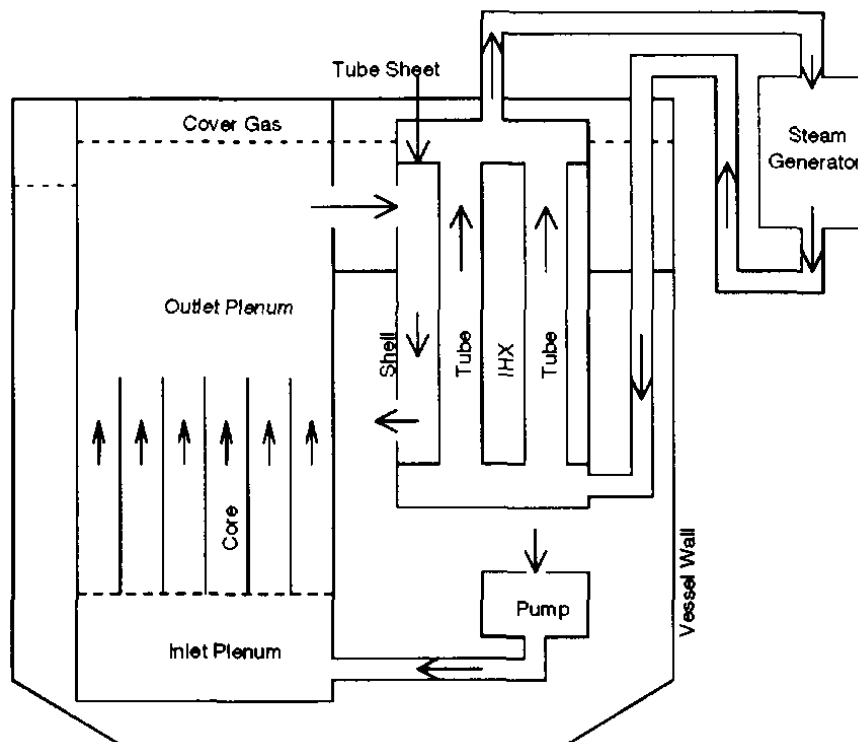 Tube Sheet
Cover Gas
Steam
Generator
Outlet Plenum
Shell
Tube
IHX
Tube
Core
Vessel Wall
Pump
Inlet Plenum